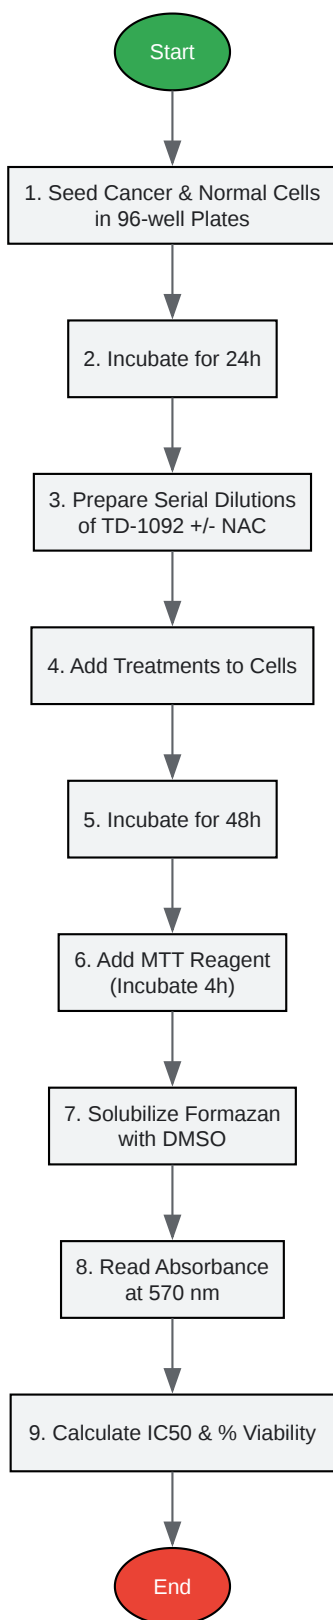 Start
1. Seed Cancer & Normal Cells
in 96-well Plates
2. Incubate for 24h
3. Prepare Serial Dilutions
of TD-1092 +/- NAC
4. Add Treatments to Cells
5. Incubate for 48h
6. Add MTT Reagent
(Incubate 4h)
7. Solubilize Formazan
with DMSO
8. Read Absorbance
at 570 nm
9. Calculate IC50 & % Viability
End